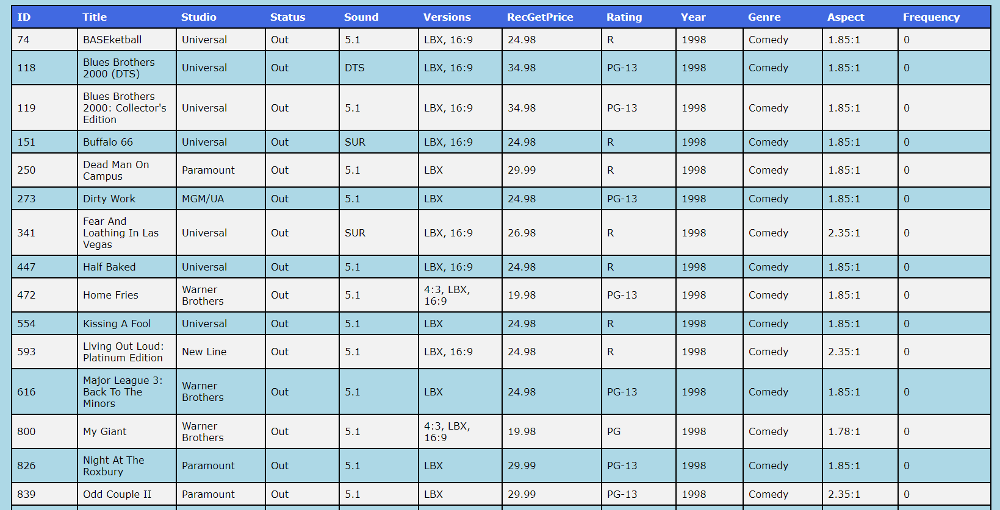 ID Title Studio Status Sound Versions RecGetPrice Rating Year Genre Aspect Frequency
74 BASEketball Universal Out 5.1 LBX, 16:9 24.98 R 1998 Comedy 1.85:1 0
118 Blues Brothers 2000 (DTS) Universal Out DTS LBX, 16:9 34.98 PG-13 1998 Comedy 1.85:1 0
119 Blues Brothers 2000: Collector's Edition Universal Out 5.1 LBX, 16:9 34.98 PG-13 1998 Comedy 1.85:1 0
151 Buffalo 66 Universal Out SUR LBX, 16:9 24.98 R 1998 Comedy 1.85:1 0
250 Dead Man On Campus Paramount Out 5.1 LBX 29.99 R 1998 Comedy 1.85:1 0
273 Dirty Work MGM/UA Out 5.1 LBX 24.98 PG-13 1998 Comedy 1.85:1 0
341 Fear And Loathing In Las Vegas Universal Out SUR LBX, 16:9 26.98 R 1998 Comedy 2.35:1 0
447 Half Baked Universal Out 5.1 LBX, 16:9 24.98 R 1998 Comedy 1.85:1 0
472 Home Fries Warner Brothers Out 5.1 4:3, LBX, 16:9 19.98 PG-13 1998 Comedy 1.85:1 0
554 Kissing A Fool Universal Out 5.1 LBX 24.98 R 1998 Comedy 1.85:1 0
593 Living Out Loud: Platinum Edition New Line Out 5.1 LBX, 16:9 24.98 R 1998 Comedy 2.35:1 0
616 Major League 3: Back To The Minors Warner Brothers Out 5.1 LBX 24.98 PG-13 1998 Comedy 1.85:1 0
800 My Giant Warner Brothers Out 5.1 4:3, LBX, 16:9 19.98 PG 1998 Comedy 1.78:1 0
826 Night At The Roxbury Paramount Out 5.1 LBX 29.99 PG-13 1998 Comedy 1.85:1 0
839 Odd Couple II Paramount Out 5.1 LBX 29.99 PG-13 1998 Comedy 2.35:1 0